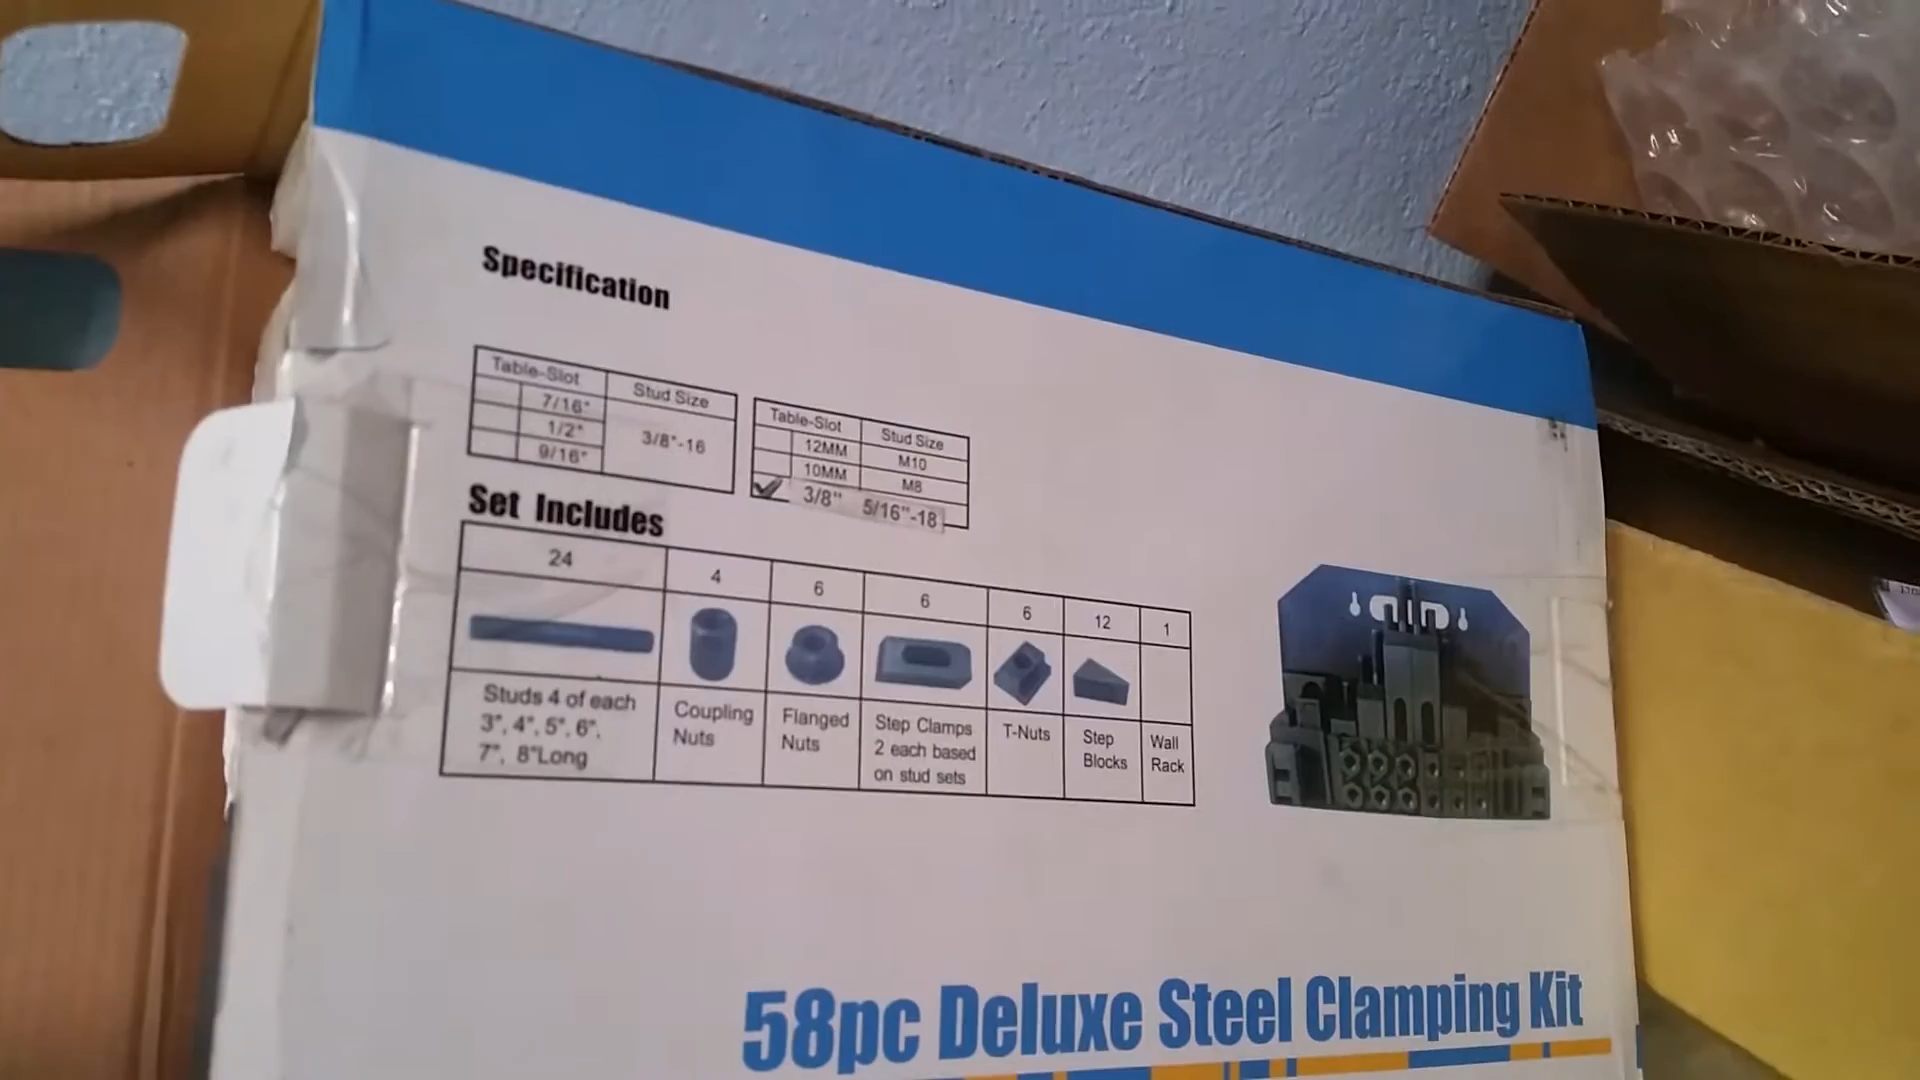 Specification
Table-Slot Stud Size
7/16"
1/2" 3/8"-16
9/16"
Table-Slot Stud Size
12MM M10
10MM M8
✓ 3/8" 5/16"-18
Set Includes
24 4 6 6 6 12 1
Studs 4 of each
3", 4", 5", 6",
7", 8"Long
Coupling
Nuts
Flanged
Nuts
Step Clamps
2 each based
on stud sets
T-Nuts
Step
Blocks
Wall
Rack
58pc Deluxe Steel Clamping Kit